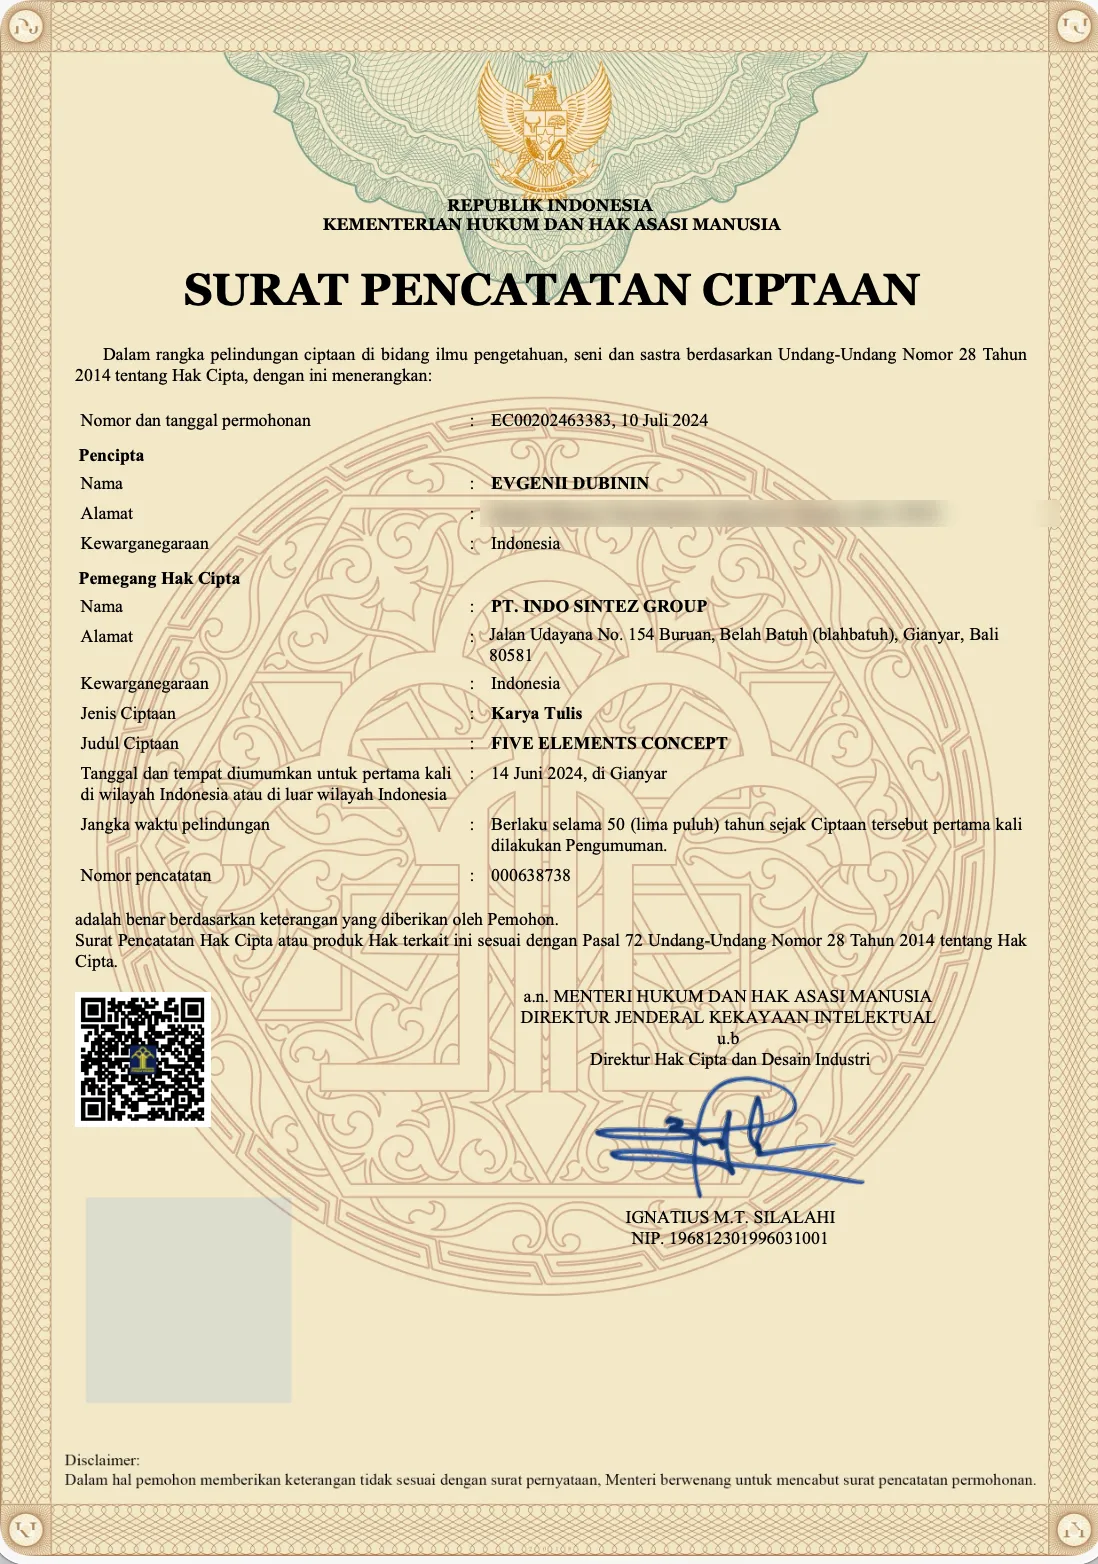 REPUBLIK INDONESIA
KEMENTERIAN HUKUM DAN HAK ASASI MANUSIA
SURAT PENCATATAN CIPTAAN
Dalam rangka pelindungan ciptaan di bidang ilmu pengetahuan, seni dan sastra berdasarkan Undang-Undang Nomor 28 Tahun
2014 tentang Hak Cipta, dengan ini menerangkan:
Nomor dan tanggal permohonan : EC00202463383, 10 Juli 2024
Pencipta
Nama : EVGENII DUBININ
Alamat :
Kewarganegaraan : Indonesia
Pemegang Hak Cipta
Nama : PT. INDO SINTEZ GROUP
Alamat : Jalan Udayana No. 154 Buruan, Belah Batuh (blahbatuh), Gianyar, Bali
80581
Kewarganegaraan : Indonesia
Jenis Ciptaan : Karya Tulis
Judul Ciptaan : FIVE ELEMENTS CONCEPT
Tanggal dan tempat diumumkan untuk pertama kali : 14 Juni 2024, di Gianyar
di wilayah Indonesia atau di luar wilayah Indonesia
Jangka waktu pelindungan : Berlaku selama 50 (lima puluh) tahun sejak Ciptaan tersebut pertama kali
dilakukan Pengumuman.
Nomor pencatatan : 000638738
adalah benar berdasarkan keterangan yang diberikan oleh Pemohon.
Surat Pencatatan Hak Cipta atau produk Hak terkait ini sesuai dengan Pasal 72 Undang-Undang Nomor 28 Tahun 2014 tentang Hak
Cipta.
a.n. MENTERI HUKUM DAN HAK ASASI MANUSIA
DIREKTUR JENDERAL KEKAYAAN INTELEKTUAL
u.b
Direktur Hak Cipta dan Desain Industri
IGNATIUS M.T. SILALAHI
NIP. 196812301996031001
Disclaimer:
Dalam hal pemohon memberikan keterangan tidak sesuai dengan surat pernyataan, Menteri berwenang untuk mencabut surat pencatatan permohonan.